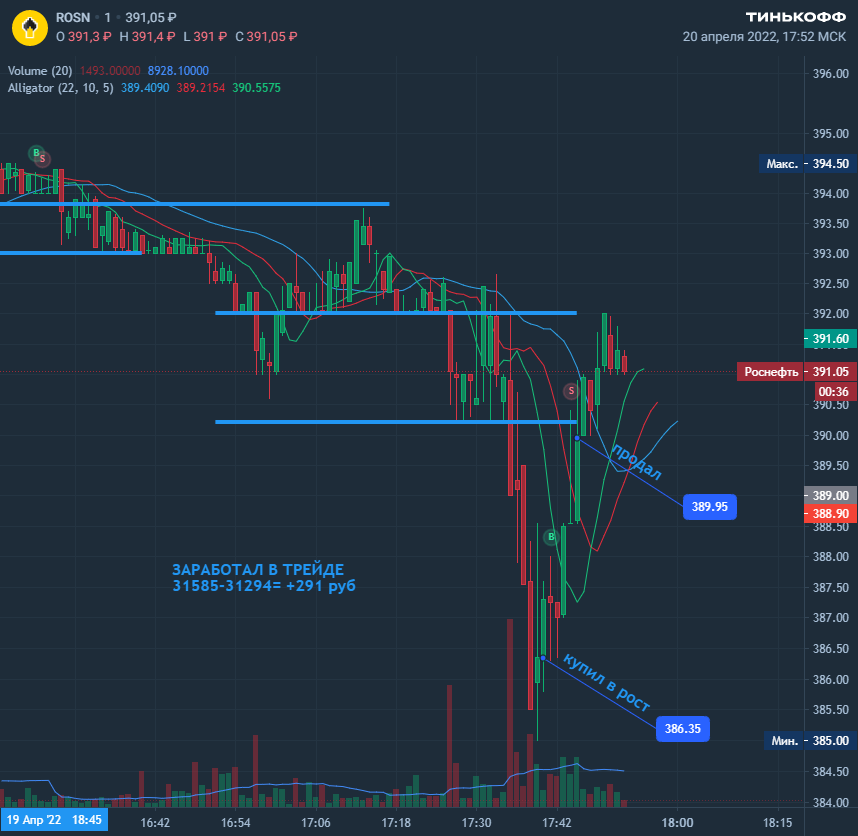 ROSN • 1 • 391,05 ₽
О 391,3 ₽ Н 391,4 ₽ L 391 ₽ С 391,05 ₽
ТИНЬКОФФ
20 апреля 2022, 17:52 МСК
Volume (20) 1493.00000 8928.10000
Alligator (22, 10, 5) 389.4090 389.2154 390.5575
396.00
395.00
Макс. - 394.50
394.00
393.50
393.00
392.50
392.00
391.60
Роснефть - 391.05
00:36
390.50
390.00
389.50
389.00
388.90
388.50
388.00
387.50
387.00
386.50
386.00
385.50
Мин. - 385.00
384.50
384.00
B
S
S
B
продал
389.95
ЗАРАБОТАЛ В ТРЕЙДЕ
31585-31294= +291 руб
купил в рост
386.35
19 Апр '22 18:45
16:42
16:54
17:06
17:18
17:30
17:42
18:00
18:15